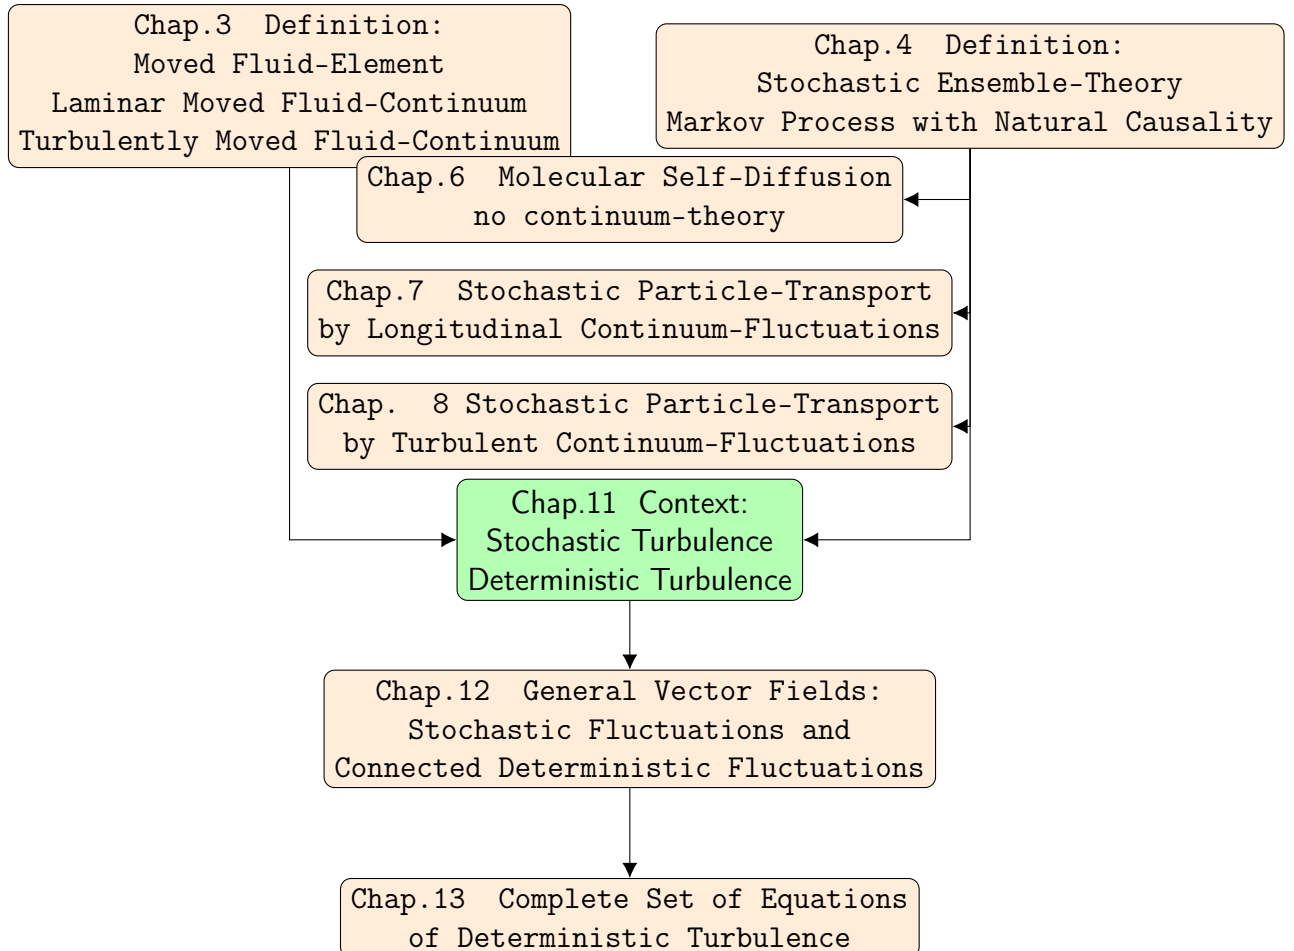 Chap.3 Definition:
Moved Fluid-Element
Laminar Moved Fluid-Continuum
Turbulently Moved Fluid-Continuum
Chap.4 Definition:
Stochastic Ensemble-Theory
Markov Process with Natural Causality
Chap.6 Molecular Self-Diffusion
no continuum-theory
Chap.7 Stochastic Particle-Transport
by Longitudinal Continuum-Fluctuations
Chap. 8 Stochastic Particle-Transport
by Turbulent Continuum-Fluctuations
Chap.11 Context:
Stochastic Turbulence
Deterministic Turbulence
Chap.12 General Vector Fields:
Stochastic Fluctuations and
Connected Deterministic Fluctuations
Chap.13 Complete Set of Equations
of Deterministic Turbulence